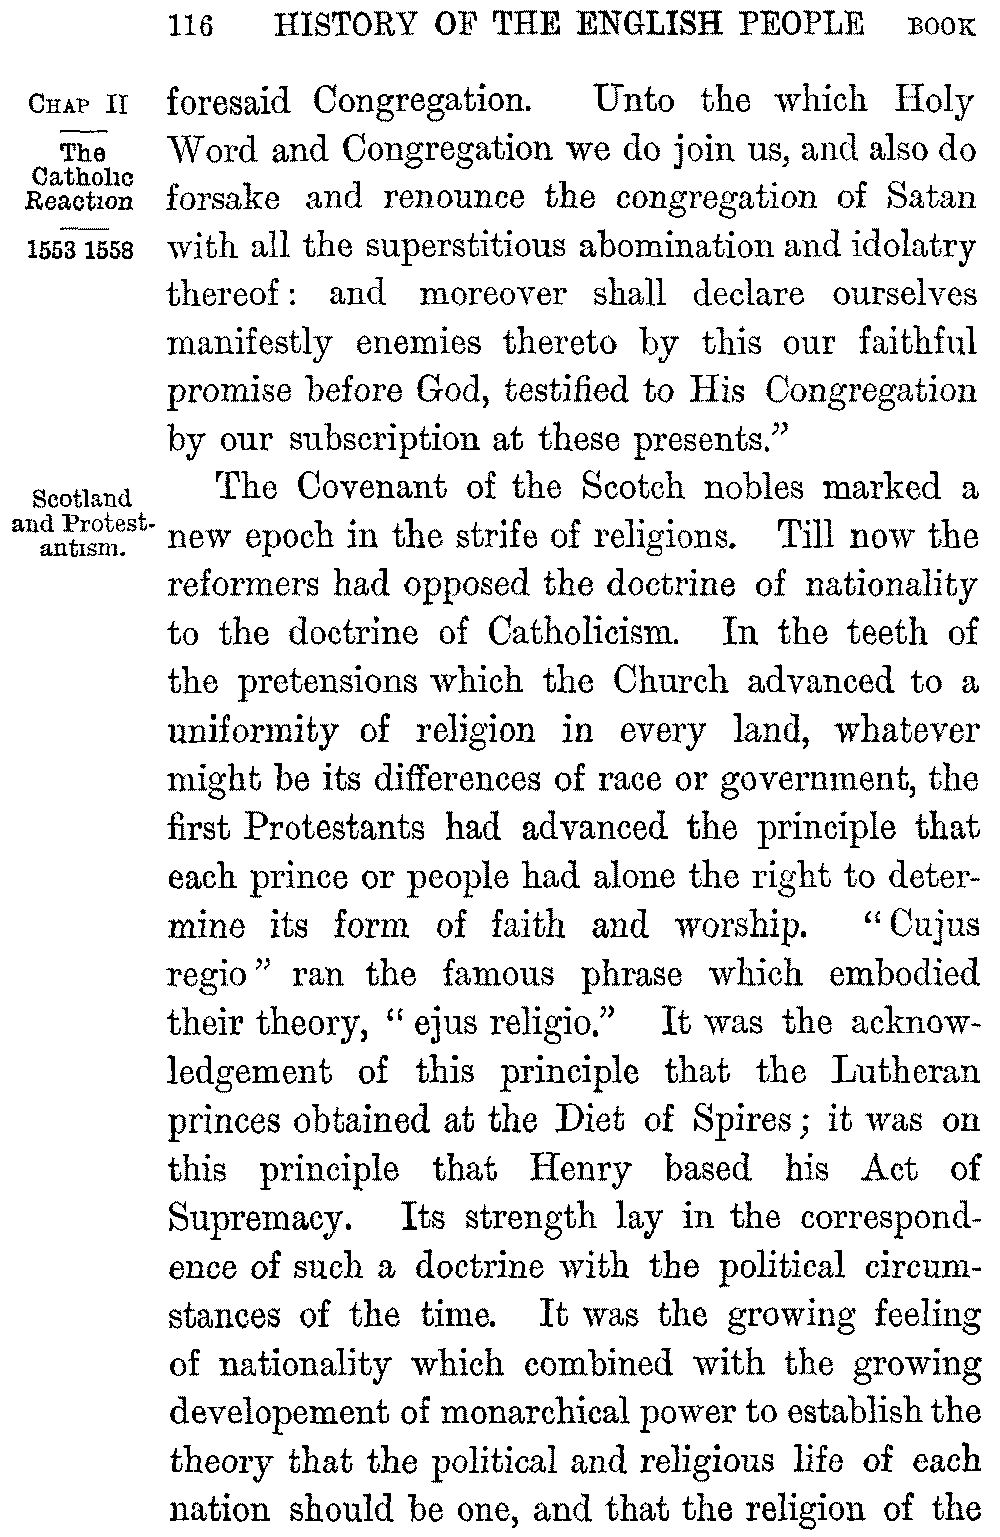 116 HISTORY OF THE ENGLISH PEOPLE BOOK
CHAP II
The
Catholic
Reaction
1553 1558
foresaid Congregation. Unto the which Holy
Word and Congregation we do join us, and also do
forsake and renounce the congregation of Satan
with all the superstitious abomination and idolatry
thereof: and moreover shall declare ourselves
manifestly enemies thereto by this our faithful
promise before God, testified to His Congregation
by our subscription at these presents.”
Scotland
and Protest-
antism.
The Covenant of the Scotch nobles marked a
new epoch in the strife of religions. Till now the
reformers had opposed the doctrine of nationality
to the doctrine of Catholicism. In the teeth of
the pretensions which the Church advanced to a
uniformity of religion in every land, whatever
might be its differences of race or government, the
first Protestants had advanced the principle that
each prince or people had alone the right to deter-
mine its form of faith and worship. “Cujus
regio” ran the famous phrase which embodied
their theory, “ejus religio.” It was the acknow-
ledgement of this principle that the Lutheran
princes obtained at the Diet of Spires; it was on
this principle that Henry based his Act of
Supremacy. Its strength lay in the correspond-
ence of such a doctrine with the political circum-
stances of the time. It was the growing feeling
of nationality which combined with the growing
developement of monarchical power to establish the
theory that the political and religious life of each
nation should be one, and that the religion of the